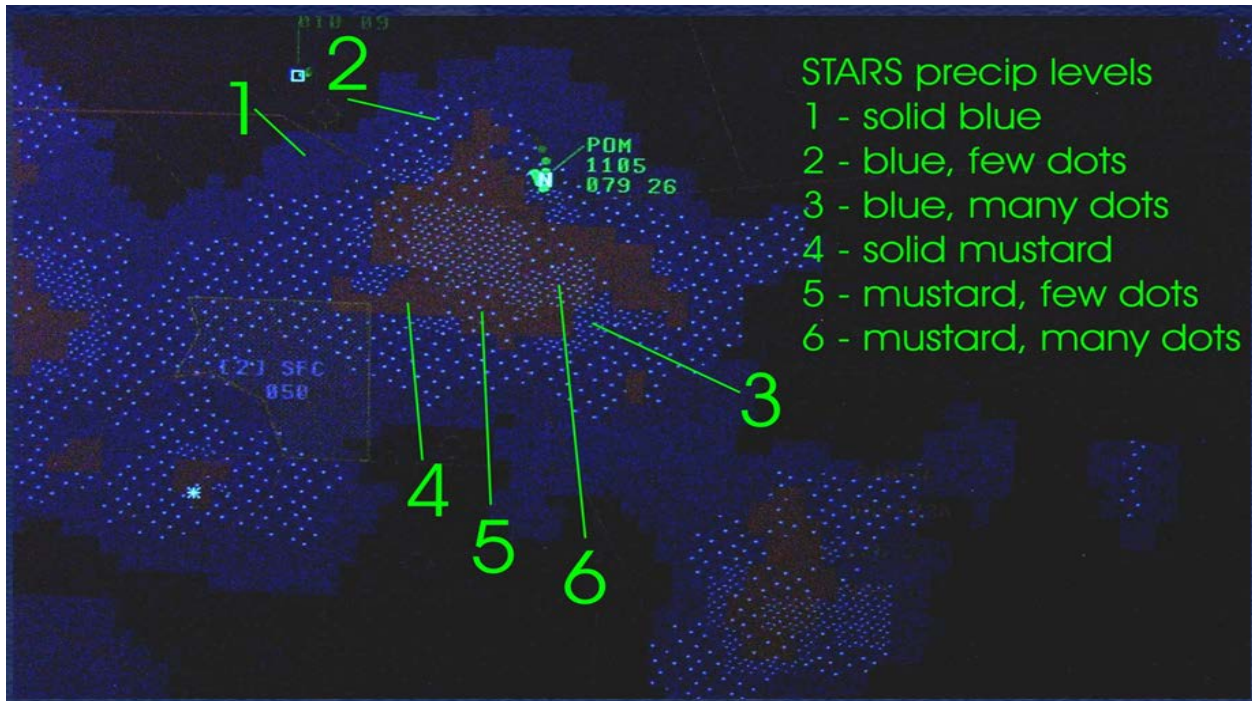 010 09
2
1
POM
1105
079 26
N
STARS precip levels
1 - solid blue
2 - blue, few dots
3 - blue, many dots
4 - solid mustard
5 - mustard, few dots
6 - mustard, many dots
[2] SFC
050
3
4
5
6